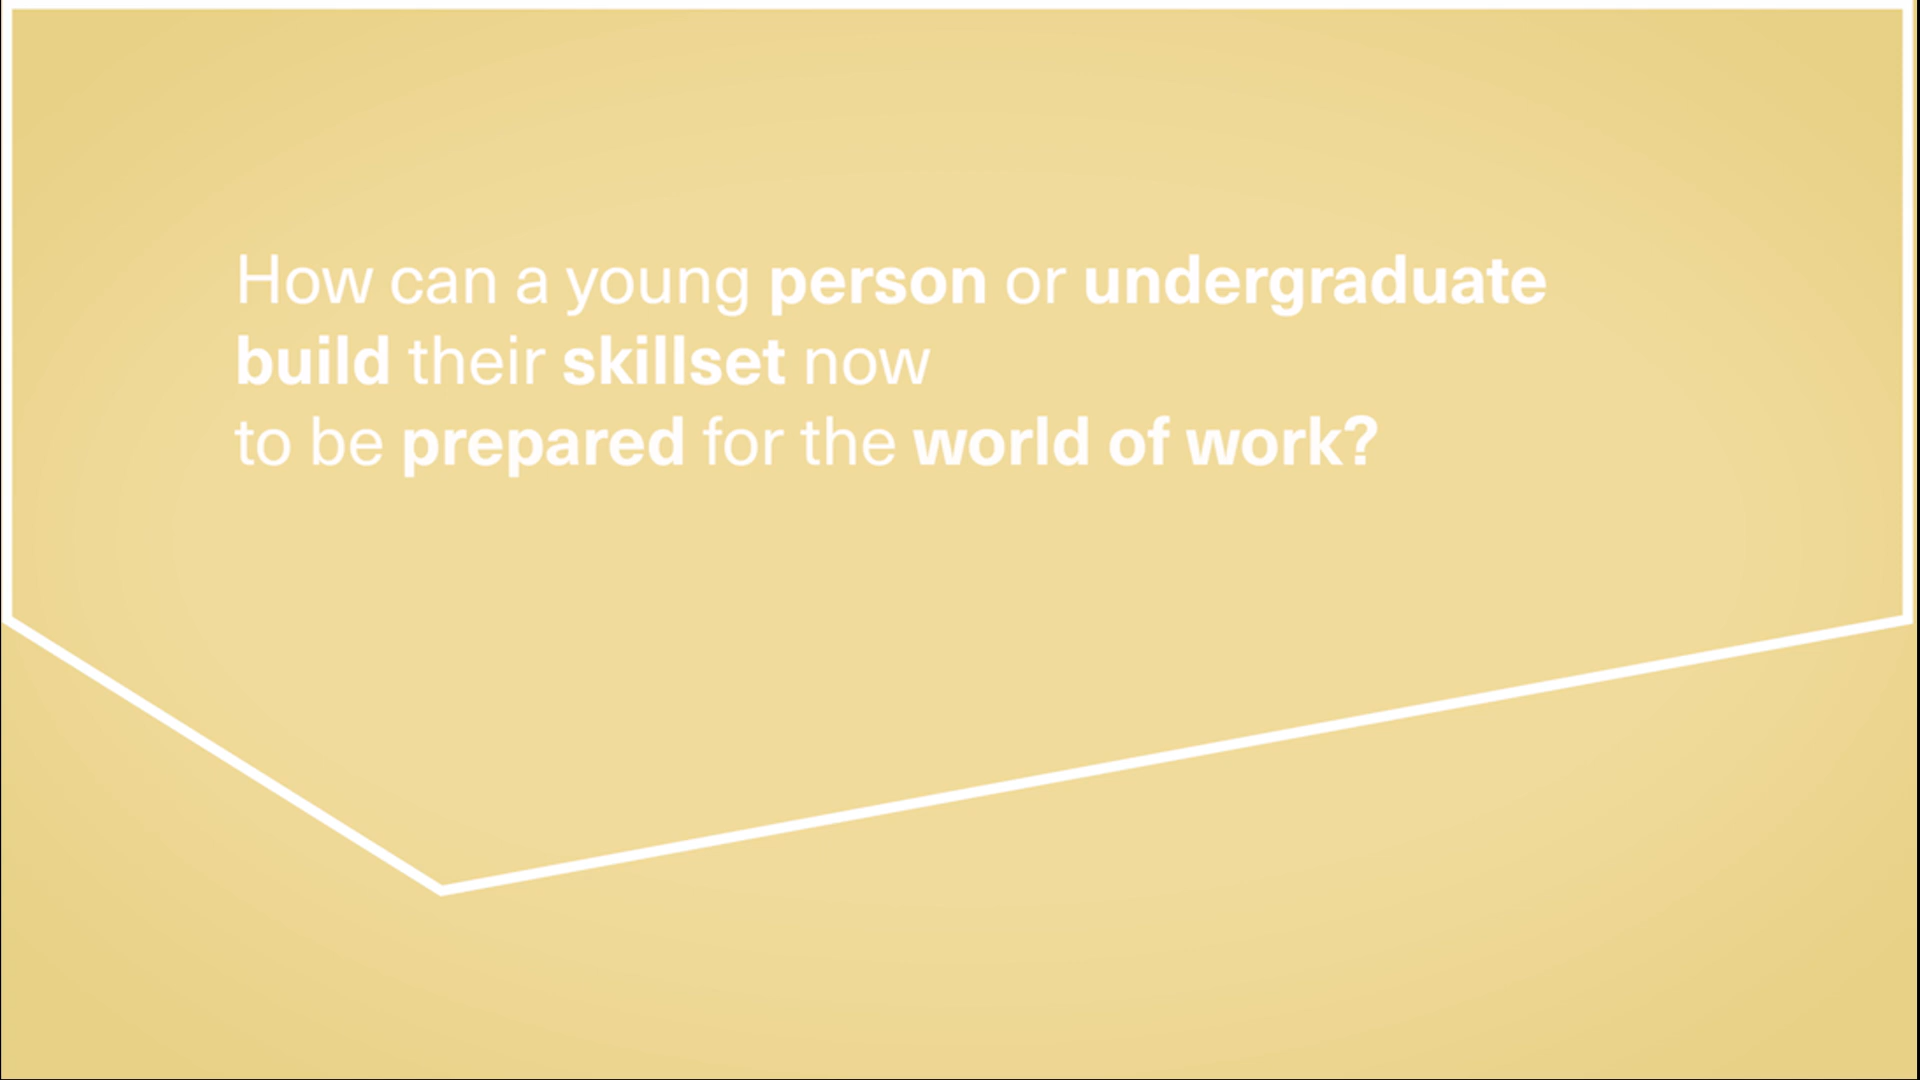 How can a young person or undergraduate
build their skillset now
to be prepared for the world of work?